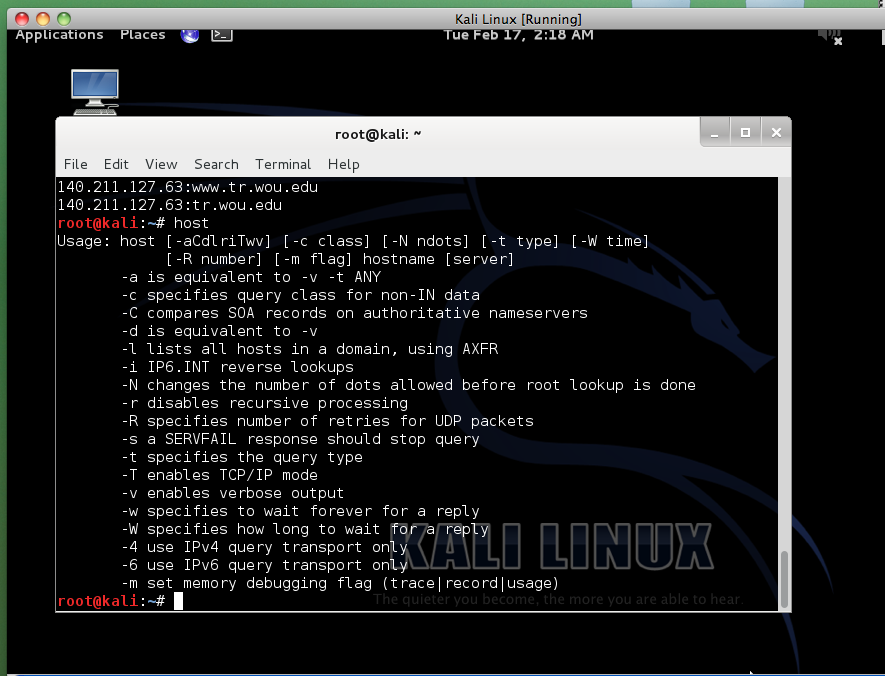 Kali Linux [Running]
Applications Places Tue Feb 17, 2:18 AM
root@kali: ~
File Edit View Search Terminal Help
140.211.127.63:www.tr.wou.edu
140.211.127.63:tr.wou.edu
root@kali:~# host
Usage: host [-aCdlriTwv] [-c class] [-N ndots] [-t type] [-W time]
[-R number] [-m flag] hostname [server]
-a is equivalent to -v -t ANY
-c specifies query class for non-IN data
-C compares SOA records on authoritative nameservers
-d is equivalent to -v
-l lists all hosts in a domain, using AXFR
-i IP6.INT reverse lookups
-N changes the number of dots allowed before root lookup is done
-r disables recursive processing
-R specifies number of retries for UDP packets
-s a SERVFAIL response should stop query
-t specifies the query type
-T enables TCP/IP mode
-v enables verbose output
-w specifies to wait forever for a reply
-W specifies how long to wait for a reply
-4 use IPv4 query transport only
-6 use IPv6 query transport only
-m set memory debugging flag (trace|record|usage)
root@kali:~#
KALI LINUX
The quieter you become, the more you are able to hear.